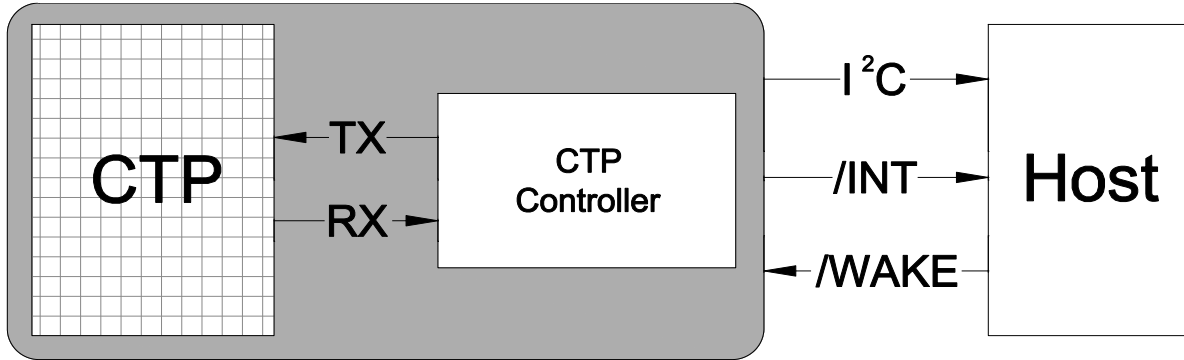 CTP
TX
RX
CTP
Controller
I²C
/INT
/WAKE
Host